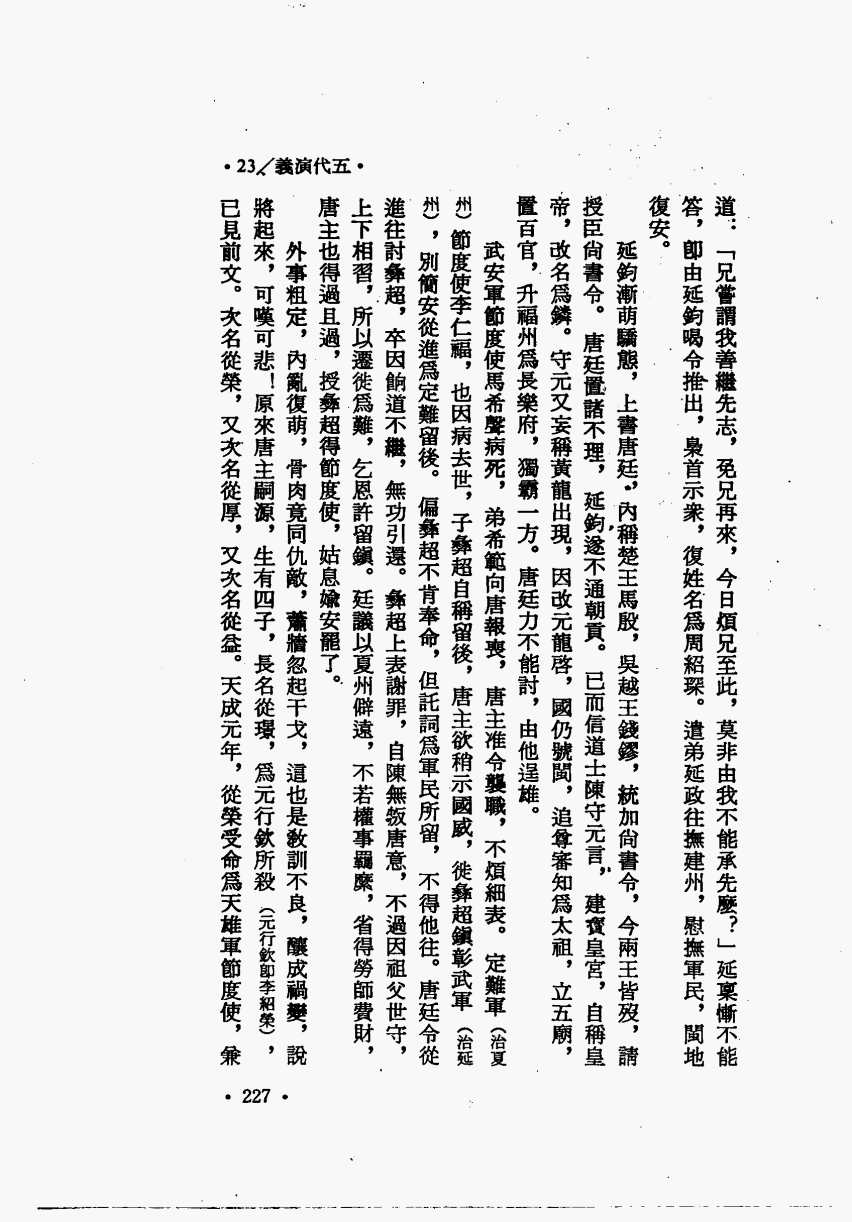 •23／義演代五•
道：「兄嘗謂我善繼先志，免兄再來，今日煩兄至此，莫非由我不能承先麼？」延稟慚不能
答，卽由延鈞喝令推出，梟首示衆，復姓名爲周紹琛。遣弟延政往撫建州，慰撫軍民，閩地
復安。
延鈞漸萌驕態，上書唐廷，內稱楚王馬殷，吳越王錢鏐，統加尙書令，今兩王皆歿，請
授臣尙書令。唐廷置諸不理，延鈞遂不通朝貢。已而信道士陳守元言，建寶皇宮，自稱皇
帝，改名爲鏻。守元又妄稱黃龍出現，因改元龍啓，國仍號閩，追尊審知爲太祖，立五廟，
置百官，升福州爲長樂府，獨霸一方。唐廷力不能討，由他逞雄。
武安軍節度使馬希聲病死，弟希範向唐報喪，唐主准令襲職，不煩細表。定難軍（治夏
州）節度使李仁福，也因病去世，子彝超自稱留後，唐主欲稍示國威，徙彝超鎭彰武軍（治延
州），別簡安從進爲定難留後。偏彝超不肯奉命，但託詞爲軍民所留，不得他往。唐廷令從
進往討彝超，卒因餉道不繼，無功引還。彝超上表謝罪，自陳無叛唐意，不過因祖父世守，
上下相習，所以遷徙爲難，乞恩許留鎭。廷議以夏州僻遠，不若權事羈縻，省得勞師費財，
唐主也得過且過，授彝超得節度使，姑息媮安罷了。
外事粗定，內亂復萌，骨肉竟同仇敵，蕭牆忽起干戈，這也是敎訓不良，釀成禍變，說
將起來，可嘆可悲！原來唐主嗣源，生有四子，長名從璟，爲元行欽所殺（元行欽卽李紹榮），
已見前文。次名從榮，又次名從厚，又次名從益。天成元年，從榮受命爲天雄軍節度使，兼
•227•